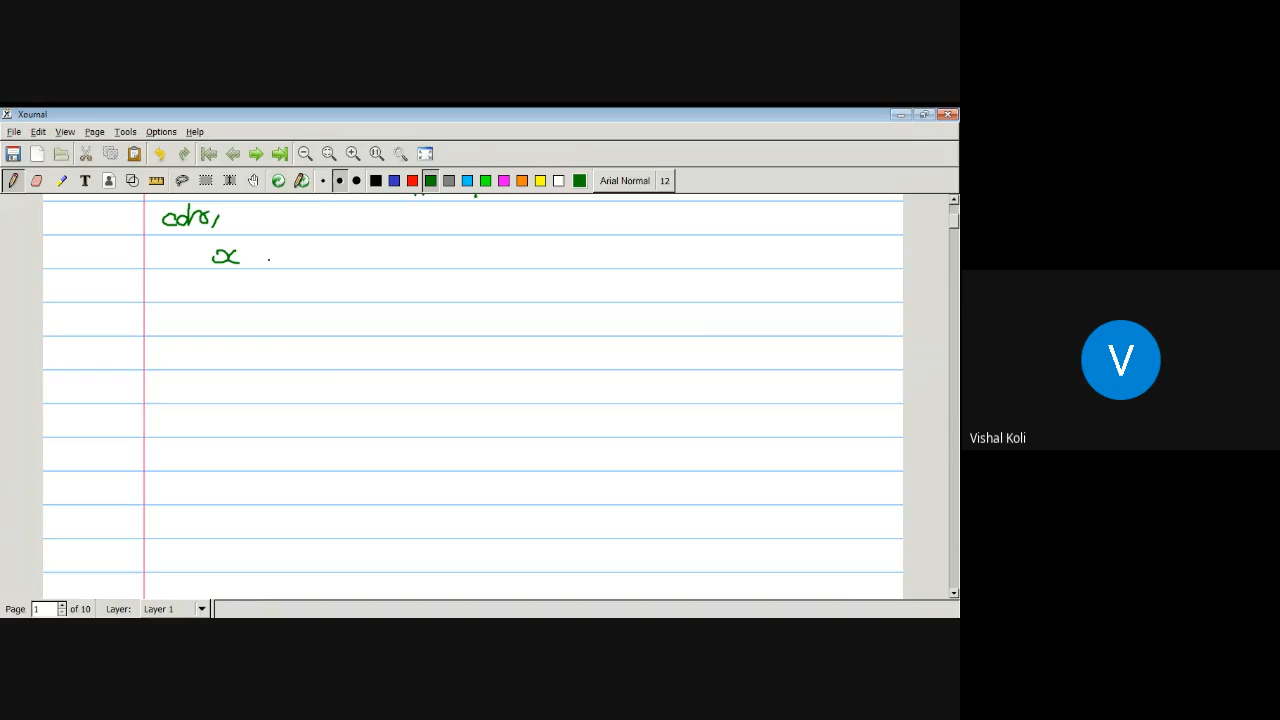 Xournal
File Edit View Page Tools Options Help
T Arial Normal 12
x
Page 1 of 10 Layer: Layer 1
V
Vishal Koli